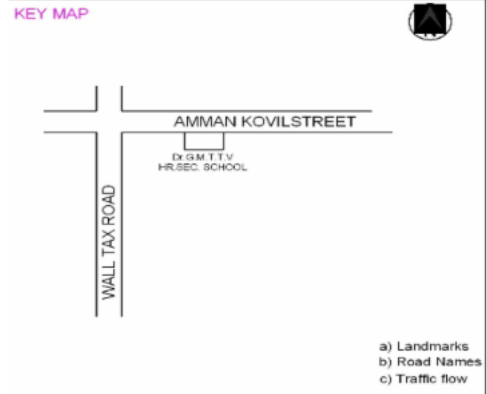 KEY MAP
AMMAN KOVILSTREET
Dr.G.M.T.T.V
HR.SEC. SCHOOL
WALL TAX ROAD
a) Landmarks
b) Road Names
c) Traffic flow